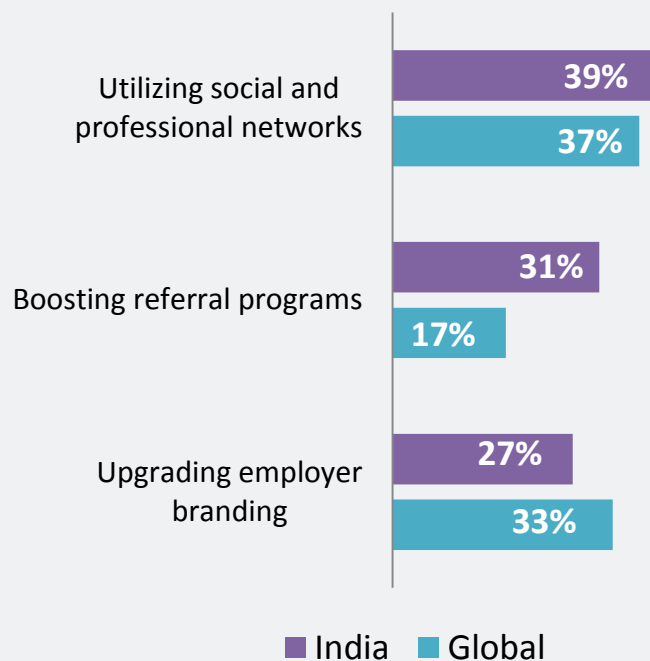 Utilizing social and
professional networks
39%
37%
Boosting referral programs
31%
17%
Upgrading employer
branding
27%
33%
India
Global